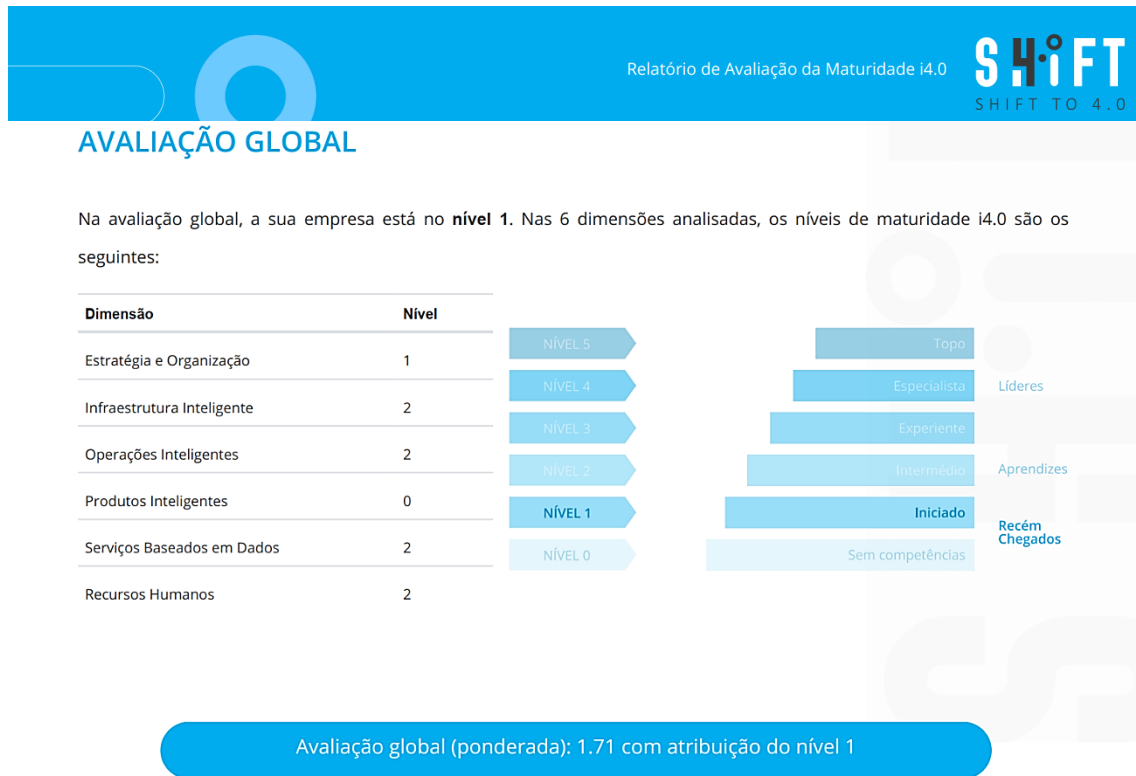 Relatório de Avaliação da Maturidade i4.0
SHiFT
SHIFT TO 4.0
AVALIAÇÃO GLOBAL
Na avaliação global, a sua empresa está no nível 1. Nas 6 dimensões analisadas, os níveis de maturidade i4.0 são os
seguintes:
Dimensão Nível
Estratégia e Organização 1
Infraestrutura Inteligente 2
Operações Inteligentes 2
Produtos Inteligentes 0
Serviços Baseados em Dados 2
Recursos Humanos 2
NÍVEL 5 Topo
NÍVEL 4 Especialista Líderes
NÍVEL 3 Experiente
NÍVEL 2 Intermédio Aprendizes
NÍVEL 1 Iniciado
Recém
Chegados
NÍVEL 0 Sem competências
Avaliação global (ponderada): 1.71 com atribuição do nível 1